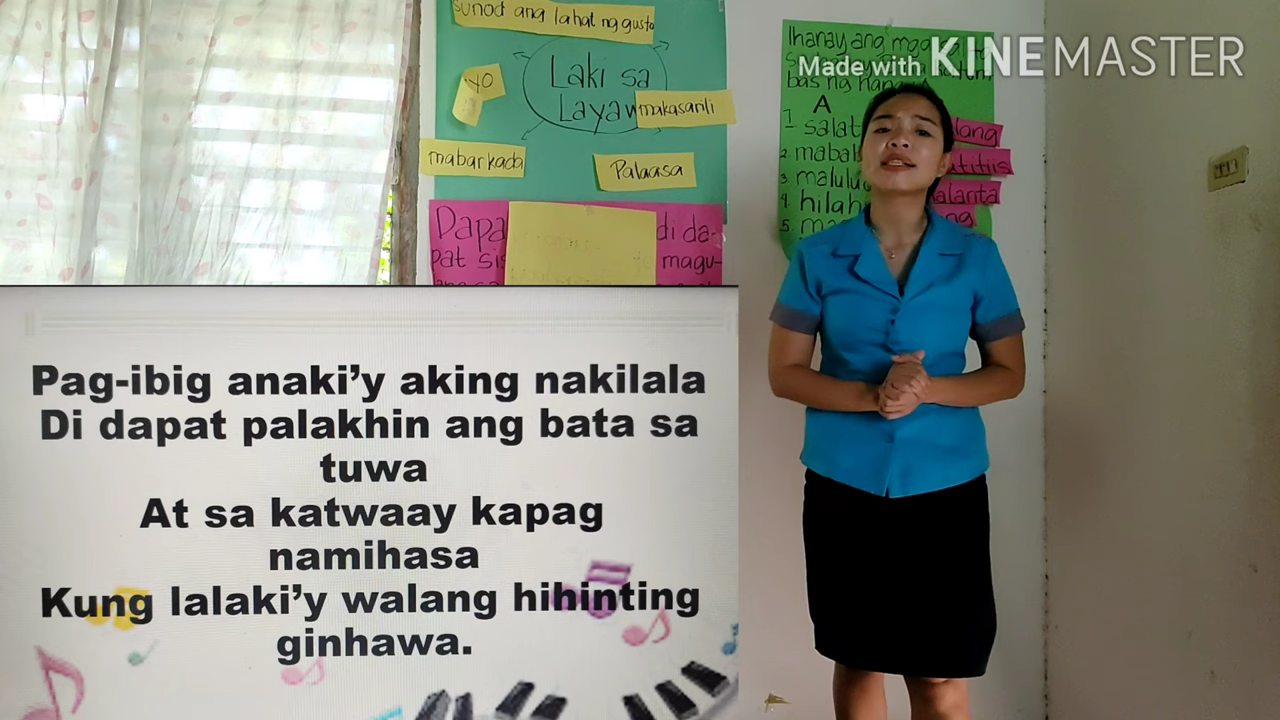 sunod ang lahat ng gusto
Laki sa
Layaw
makasarili
mabarkada
Palaasa
Dapa
di da-
pat sis
magu-
Ihanay ang mga
Made with KINEMASTER
bas ng Hanay
A
1. salat
2. mabal
3. malulu
4. hilah
5. ma
lang
atitiis
alanta
ng
Pag-ibig anaki’y aking nakilala
Di dapat palakhin ang bata sa
tuwa
At sa katwaay kapag
namihasa
Kung lalaki’y walang hihinting
ginhawa.